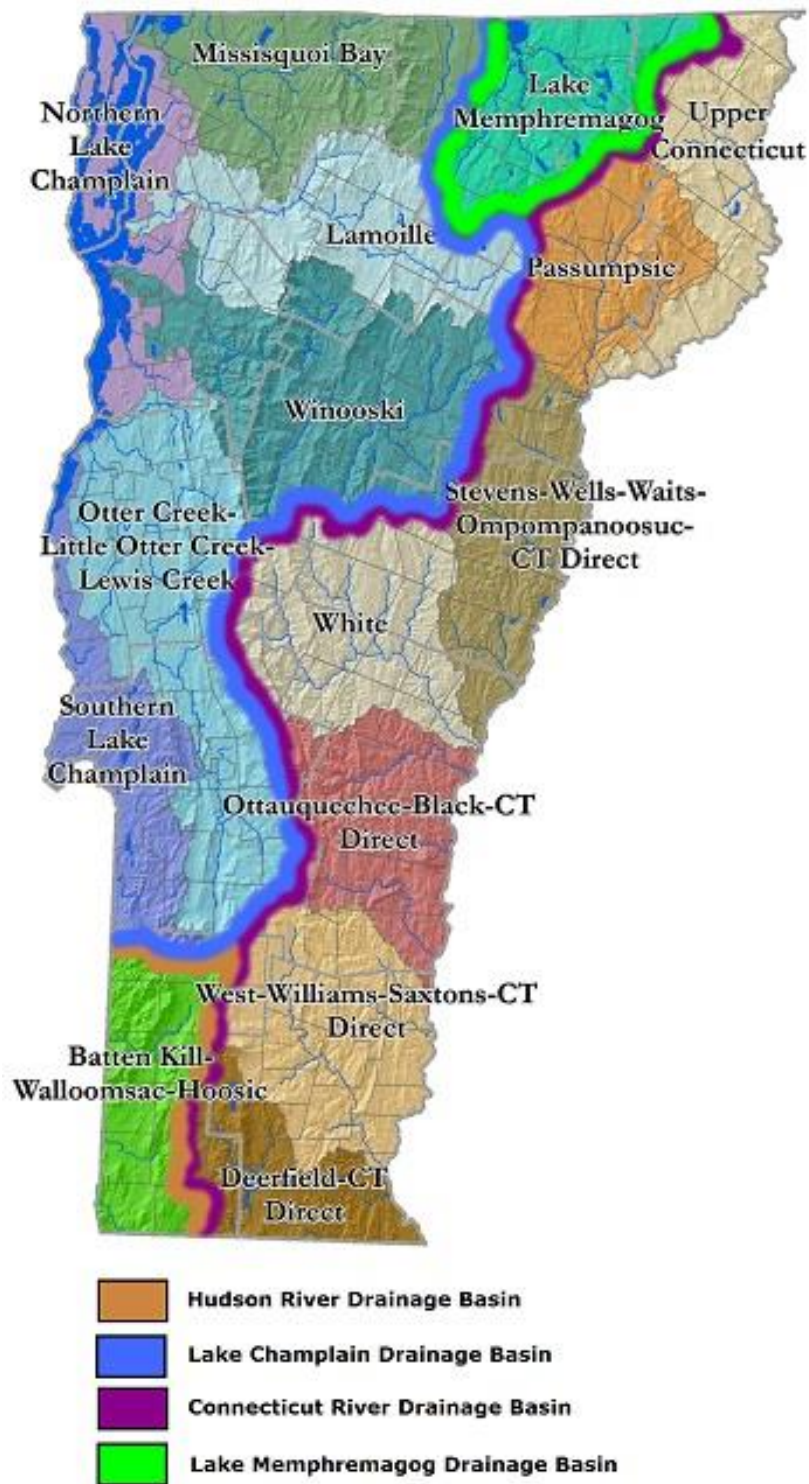 Missisquoi Bay
Northern
Lake
Champlain
Lake
Memphremagog
Upper
Connecticut
Lamoille
Passumpsic
Winooski
Otter Creek-
Little Otter Creek-
Lewis Creek
Stevens-Wells-Waits-
Ompompanoosuc-
CT Direct
White
Southern
Lake
Champlain
Ottauquechee-Black-CT
Direct
West-Williams-Saxtons-CT
Direct
Batten Kill-
Walloomsac-Hoosic
Deerfield-CT
Direct
Hudson River Drainage Basin
Lake Champlain Drainage Basin
Connecticut River Drainage Basin
Lake Memphremagog Drainage Basin